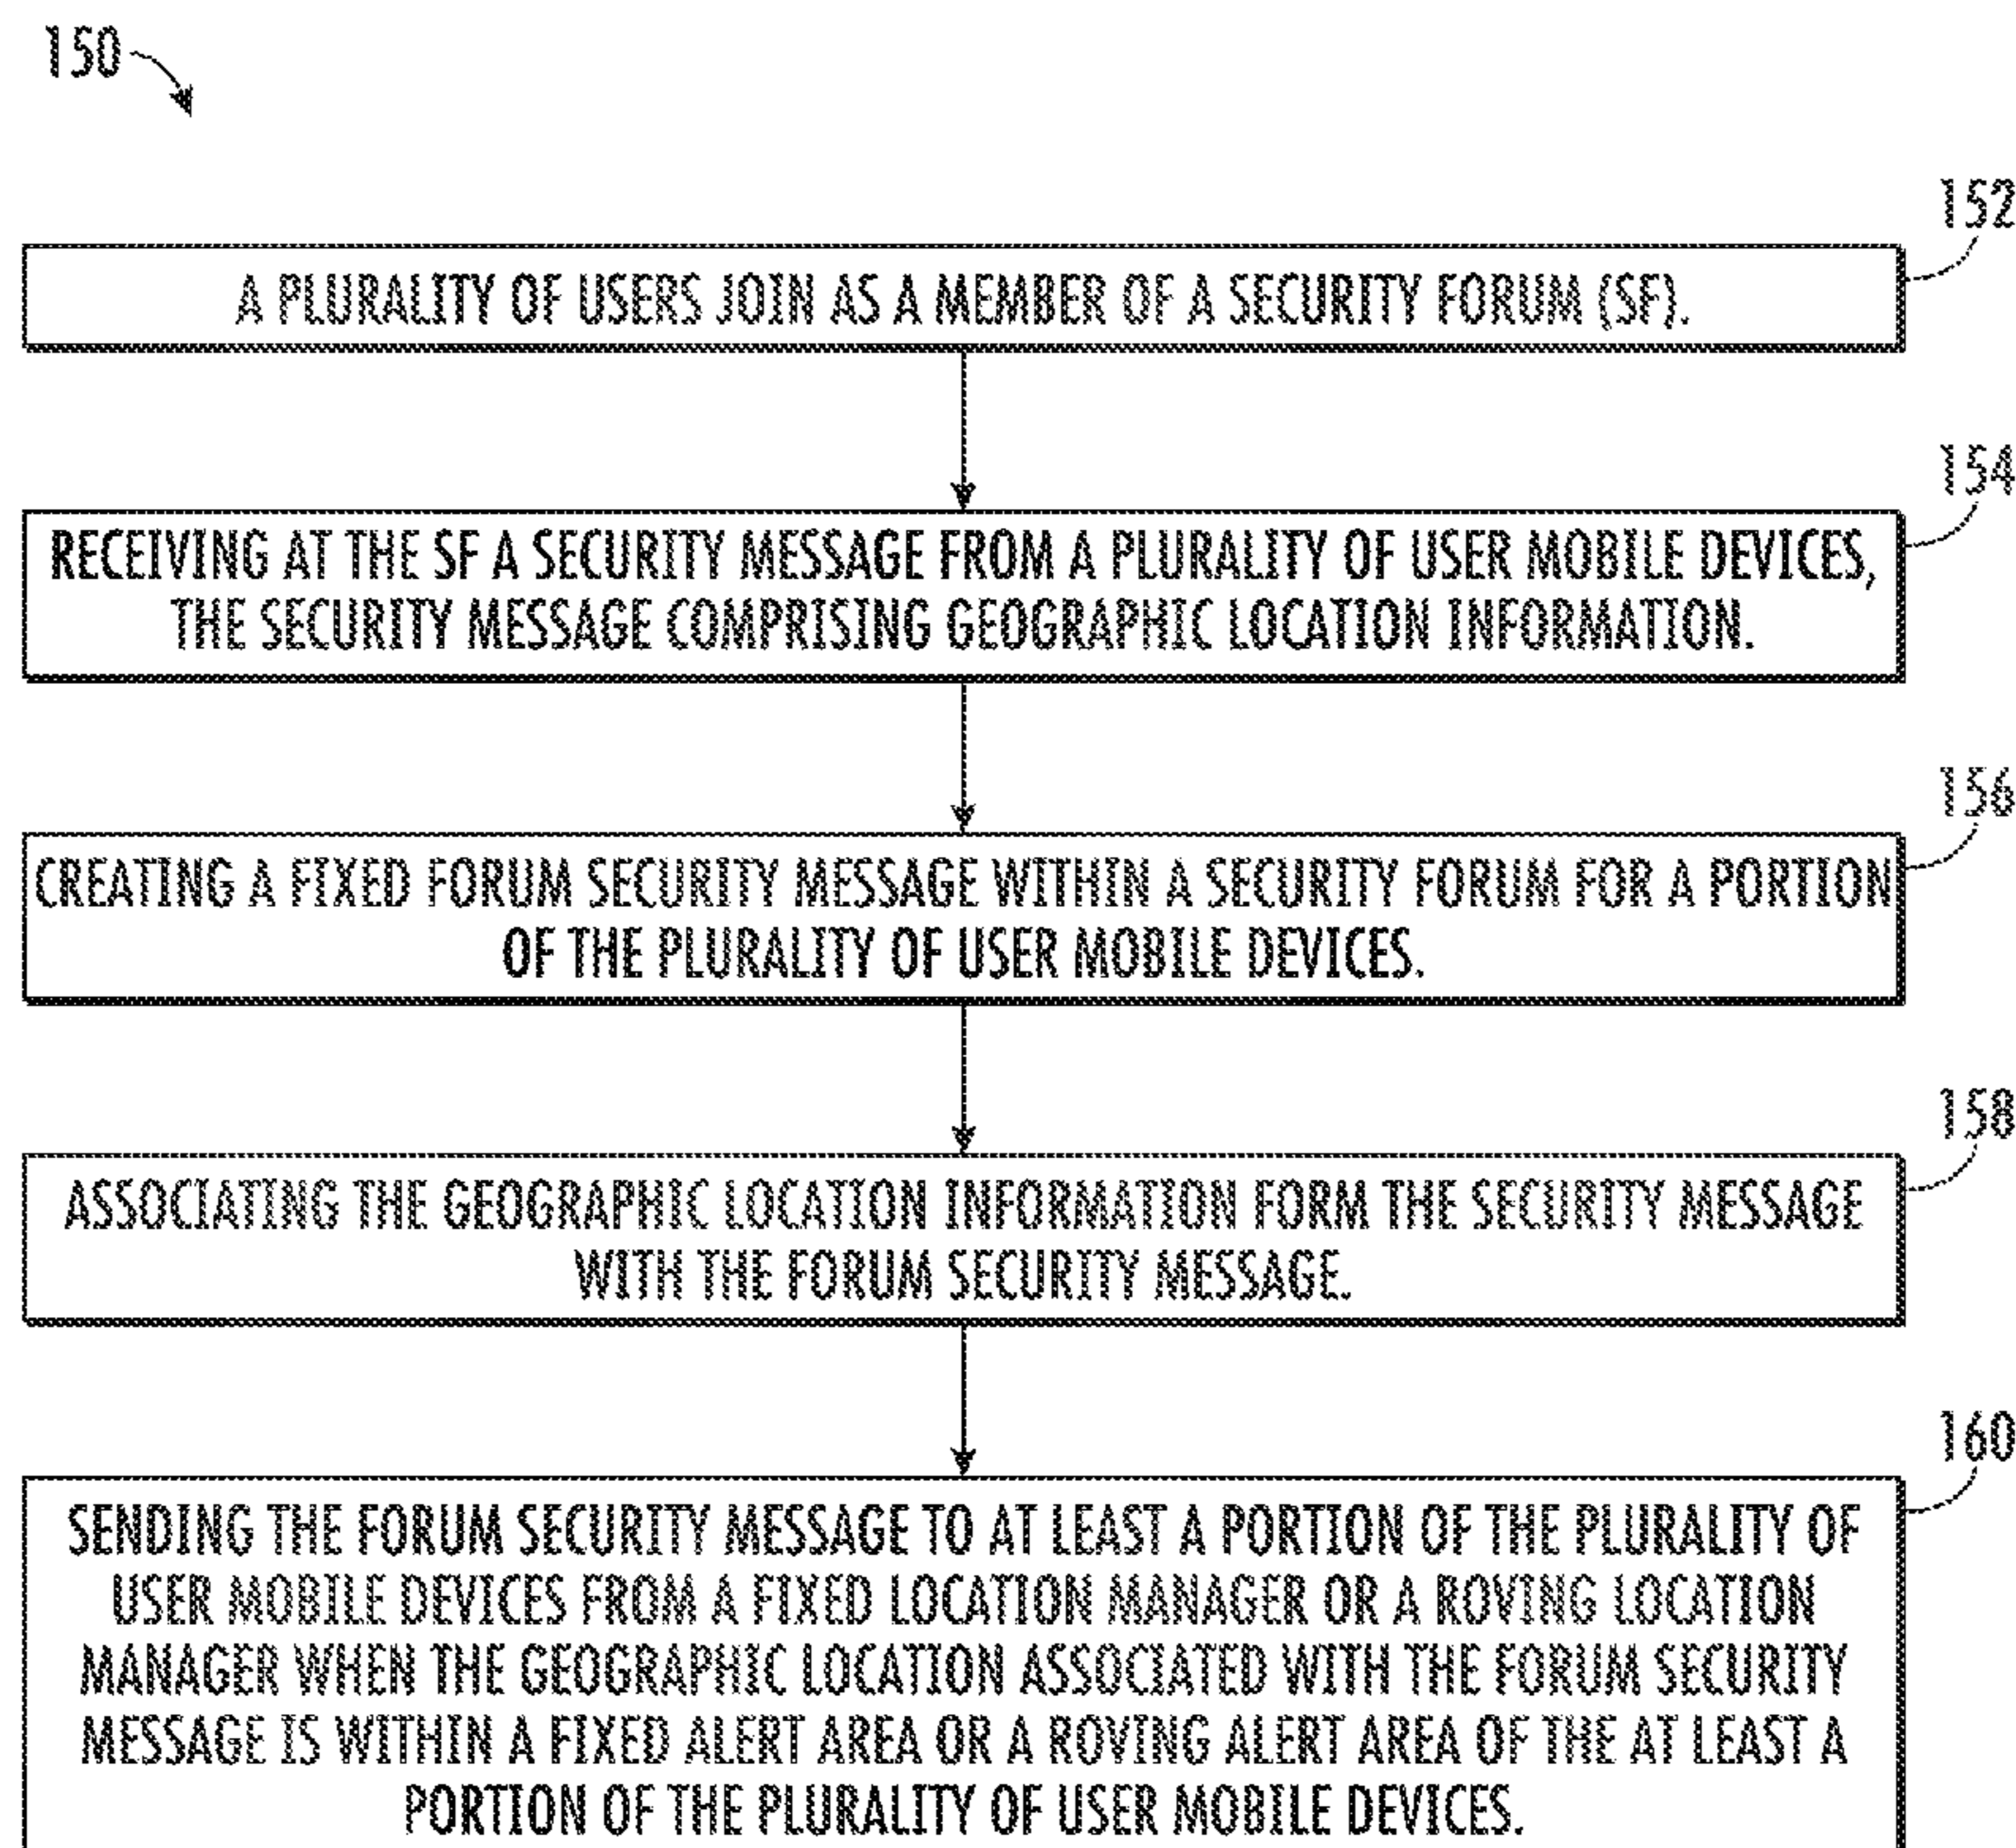 150
152
A PLURALITY OF USERS JOIN AS A MEMBER OF A SECURITY FORUM (SF).
154
RECEIVING AT THE SF A SECURITY MESSAGE FROM A PLURALITY OF USER MOBILE DEVICES,
THE SECURITY MESSAGE COMPRISING GEOGRAPHIC LOCATION INFORMATION.
156
CREATING A FIXED FORUM SECURITY MESSAGE WITHIN A SECURITY FORUM FOR A PORTION
OF THE PLURALITY OF USER MOBILE DEVICES.
158
ASSOCIATING THE GEOGRAPHIC LOCATION INFORMATION FORM THE SECURITY MESSAGE
WITH THE FORUM SECURITY MESSAGE.
160
SENDING THE FORUM SECURITY MESSAGE TO AT LEAST A PORTION OF THE PLURALITY OF
USER MOBILE DEVICES FROM A FIXED LOCATION MANAGER OR A ROVING LOCATION
MANAGER WHEN THE GEOGRAPHIC LOCATION ASSOCIATED WITH THE FORUM SECURITY
MESSAGE IS WITHIN A FIXED ALERT AREA OR A ROVING ALERT AREA OF THE AT LEAST A
PORTION OF THE PLURALITY OF USER MOBILE DEVICES.